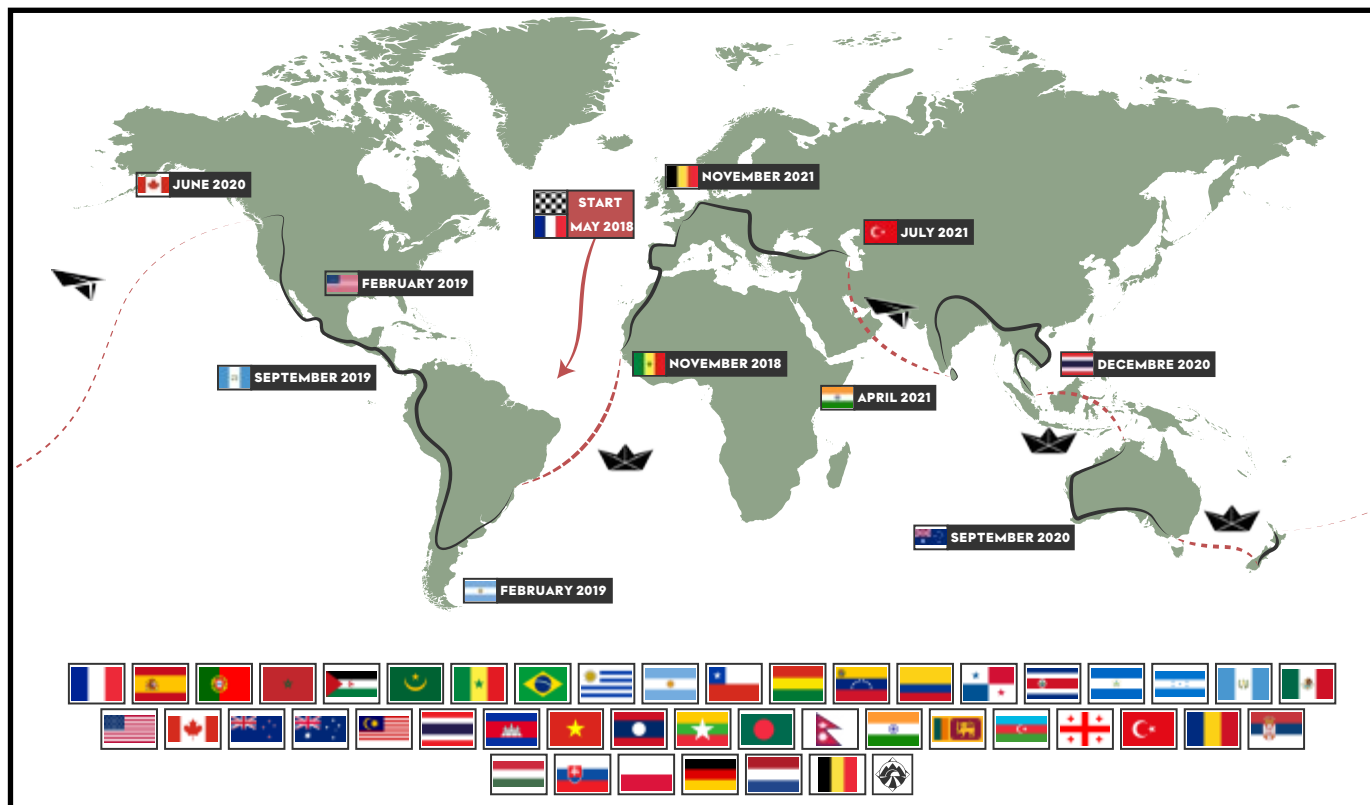 NOVEMBER 2021
JUNE 2020
START
MAY 2018
JULY 2021
FEBRUARY 2019
NOVEMBER 2018
DECEMBRE 2020
SEPTEMBER 2019
APRIL 2021
SEPTEMBER 2020
FEBRUARY 2019